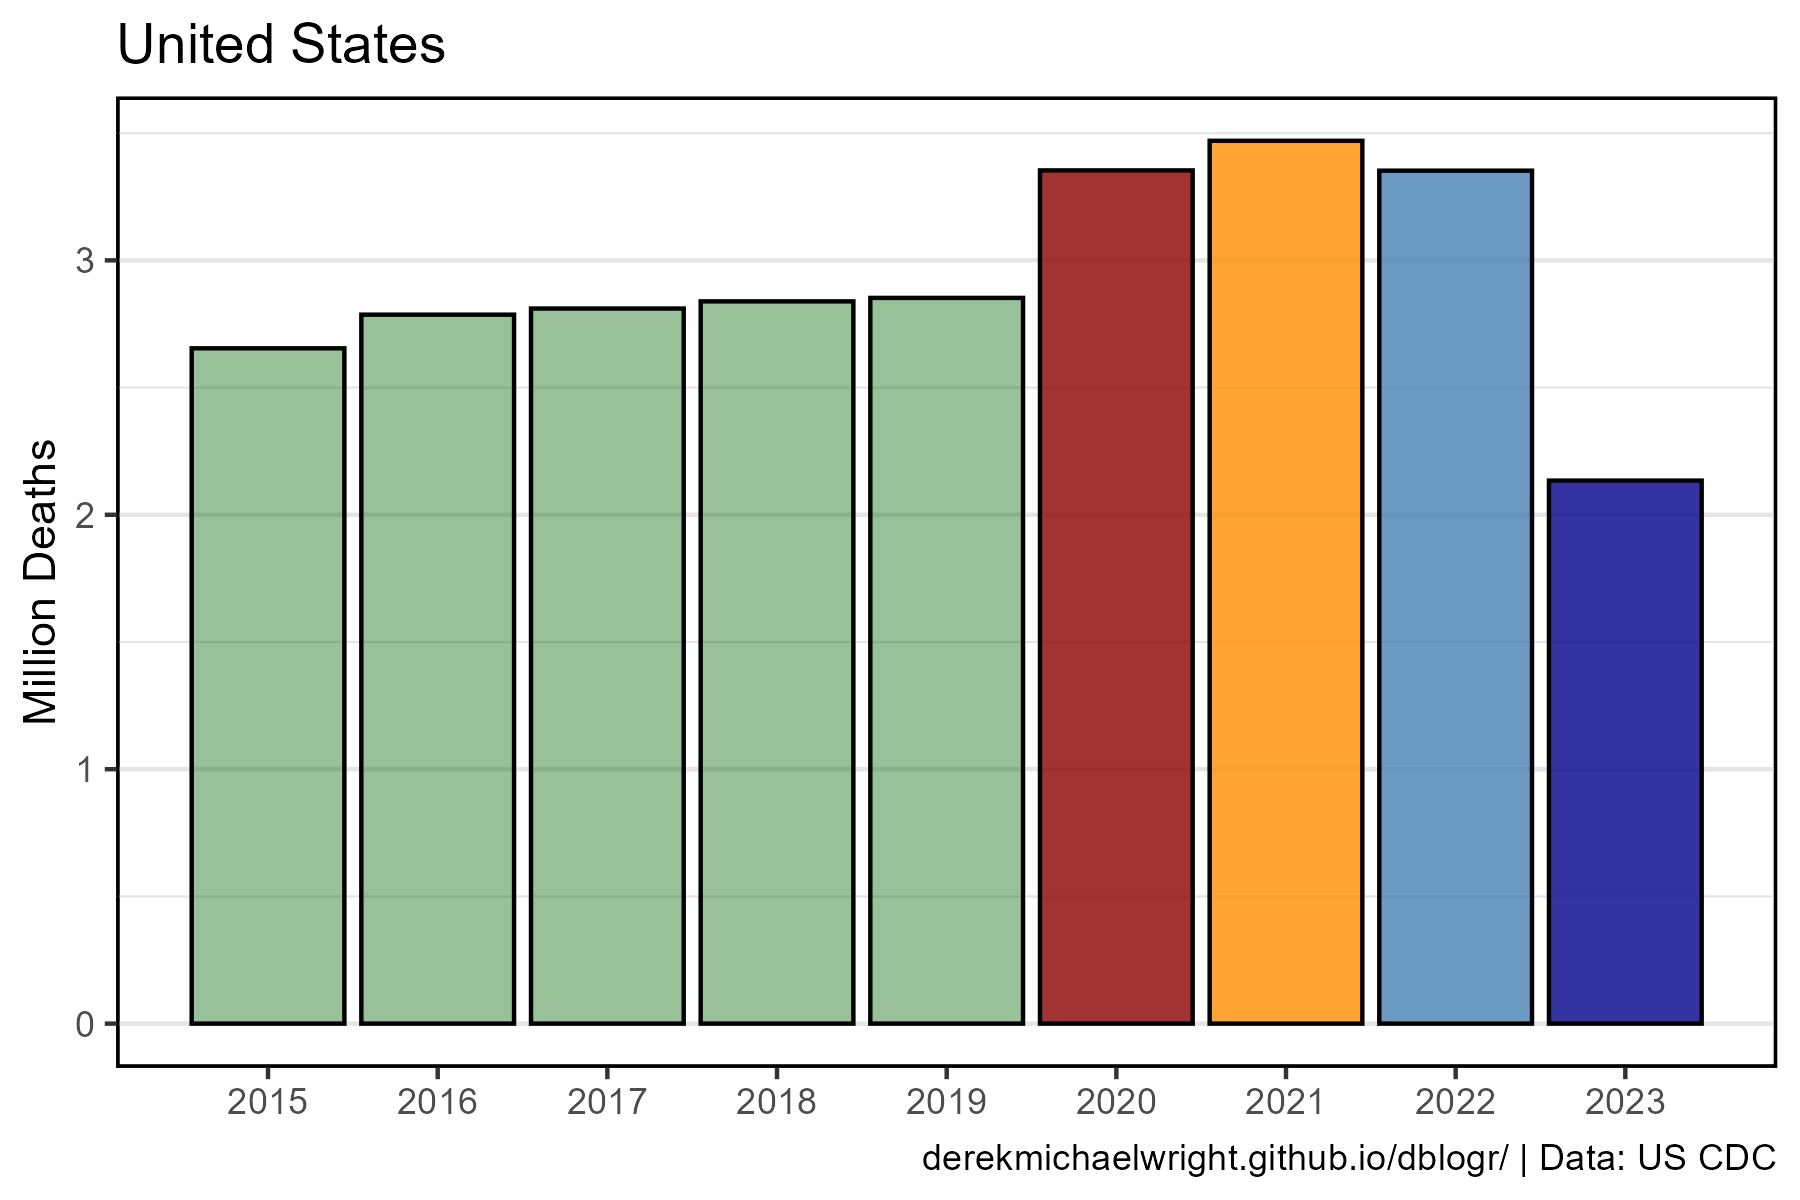 United States
Million Deaths
3
2
1
0
2015 2016 2017 2018 2019 2020 2021 2022 2023
derekmichaelwright.github.io/dblogr/ | Data: US CDC